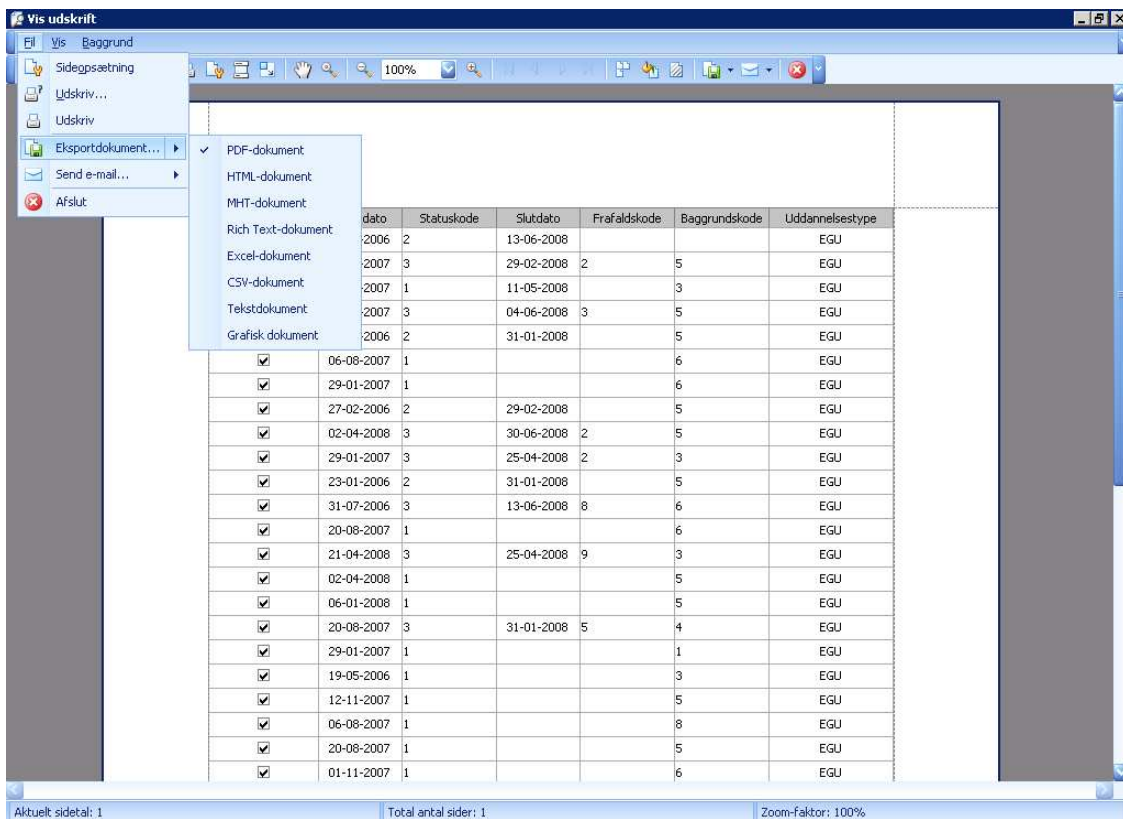 Vis udskrift
Fil Vis Baggrund
Sideopsætning
100%
Udskriv...
Udskriv
Eksportdokument...
Send e-mail...
Afslut
PDF-dokument
HTML-dokument
MHT-dokument
Rich Text-dokument
Excel-dokument
CSV-dokument
Tekstdokument
Grafisk dokument
dato Statuskode Slutdato Frafaldskode Baggrundskode Uddannelsestype
-2006 2 13-06-2008 EGU
-2007 3 29-02-2008 2 5 EGU
-2007 1 11-05-2008 3 EGU
-2007 3 04-06-2008 3 5 EGU
-2006 2 31-01-2008 5 EGU
06-08-2007 1 6 EGU
29-01-2007 1 6 EGU
27-02-2006 2 29-02-2008 5 EGU
02-04-2008 3 30-06-2008 2 5 EGU
29-01-2007 3 25-04-2008 2 3 EGU
23-01-2006 2 31-01-2008 5 EGU
31-07-2006 3 13-06-2008 8 6 EGU
20-08-2007 1 6 EGU
21-04-2008 3 25-04-2008 9 3 EGU
02-04-2008 1 5 EGU
06-01-2008 1 5 EGU
20-08-2007 3 31-01-2008 5 4 EGU
29-01-2007 1 1 EGU
19-05-2006 1 3 EGU
12-11-2007 1 5 EGU
06-08-2007 1 8 EGU
20-08-2007 1 5 EGU
01-11-2007 1 6 EGU
Aktuelt sidetal: 1 Total antal sider: 1 Zoom-faktor: 100%